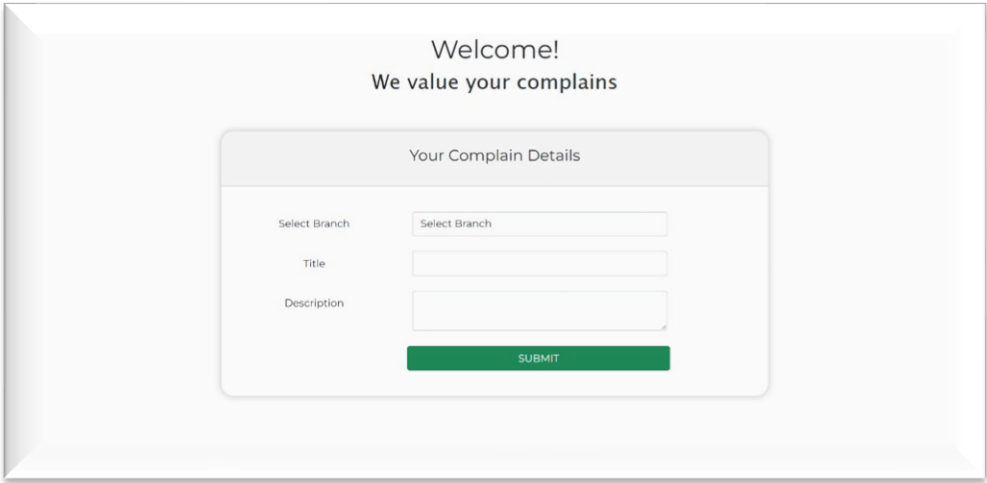 Welcome!
We value your complains
Your Complain Details
Select Branch
Select Branch
Title
Description
SUBMIT